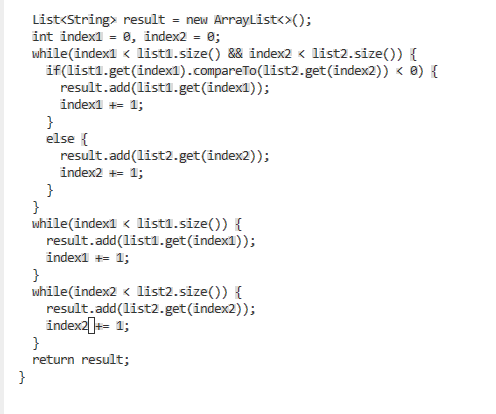 List<String> result = new ArrayList<>();
int index1 = 0, index2 = 0;
while(index1 < list1.size() && index2 < list2.size()) {
if(list1.get(index1).compareTo(list2.get(index2)) < 0) {
result.add(list1.get(index1));
index1 += 1;
}
else {
result.add(list2.get(index2));
index2 += 1;
}
}
while(index1 < list1.size()) {
result.add(list1.get(index1));
index1 += 1;
}
while(index2 < list2.size()) {
result.add(list2.get(index2));
index2 += 1;
}
return result;
}